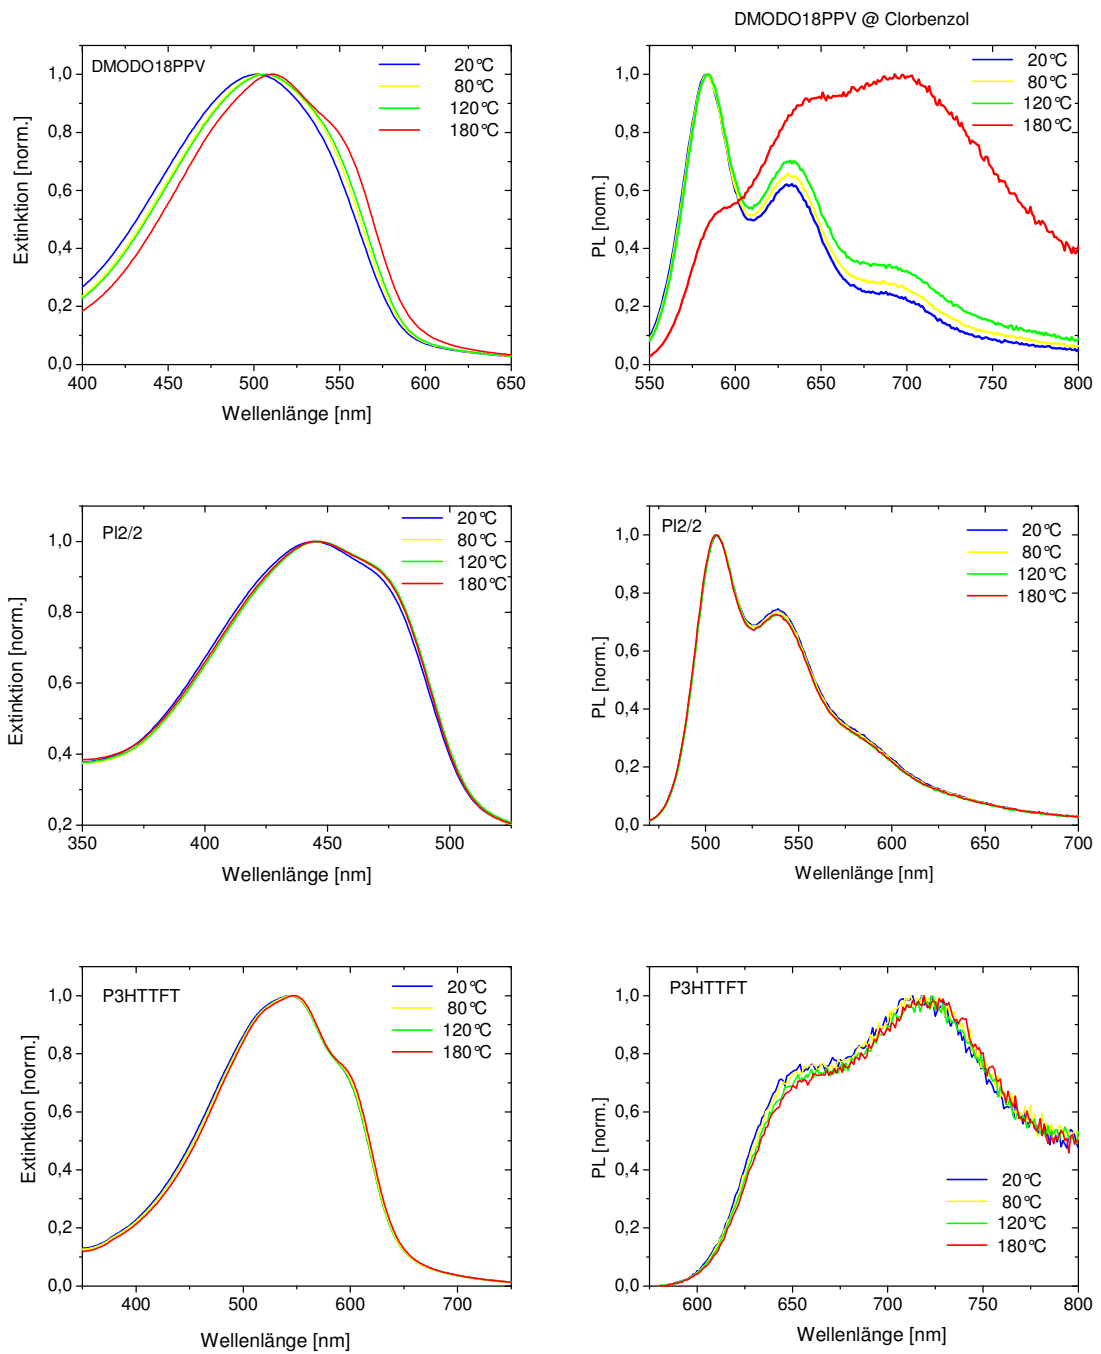 DMODO18PPV @ Clorbenzol
DMODO18PPV
20°C
80°C
120°C
180°C
1,0
0,8
0,6
0,4
0,2
0,0
400 450 500 550 600 650
Extinktion [norm.]
Wellenlänge [nm]
20°C
80°C
120°C
180°C
1,0
0,8
0,6
0,4
0,2
0,0
550 600 650 700 750 800
PL [norm.]
Wellenlänge [nm]
PI2/2
20°C
80°C
120°C
180°C
1,0
0,8
0,6
0,4
0,2
350 400 450 500
Extinktion [norm.]
Wellenlänge [nm]
PI2/2
20°C
80°C
120°C
180°C
1,0
0,8
0,6
0,4
0,2
0,0
500 550 600 650 700
PL [norm.]
Wellenlänge [nm]
P3HTTFT
20°C
80°C
120°C
180°C
1,0
0,8
0,6
0,4
0,2
0,0
400 500 600 700
Extinktion [norm.]
Wellenlänge [nm]
P3HTTFT
20°C
80°C
120°C
180°C
1,0
0,8
0,6
0,4
0,2
0,0
600 650 700 750 800
PL [norm.]
Wellenlänge [nm]